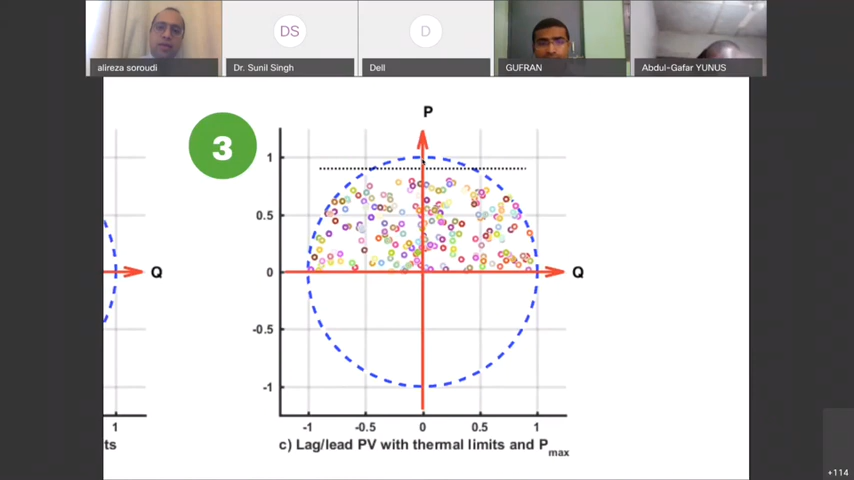 DS
D
alireza soroudi
Dr. Sunil Singh
Dell
GUFRAN
Abdul-Gafar YUNUS
3
P
1
0.5
0
-0.5
-1
Q
Q
1
-1
-0.5
0
0.5
1
ts
c) Lag/lead PV with thermal limits and Pmax
+114